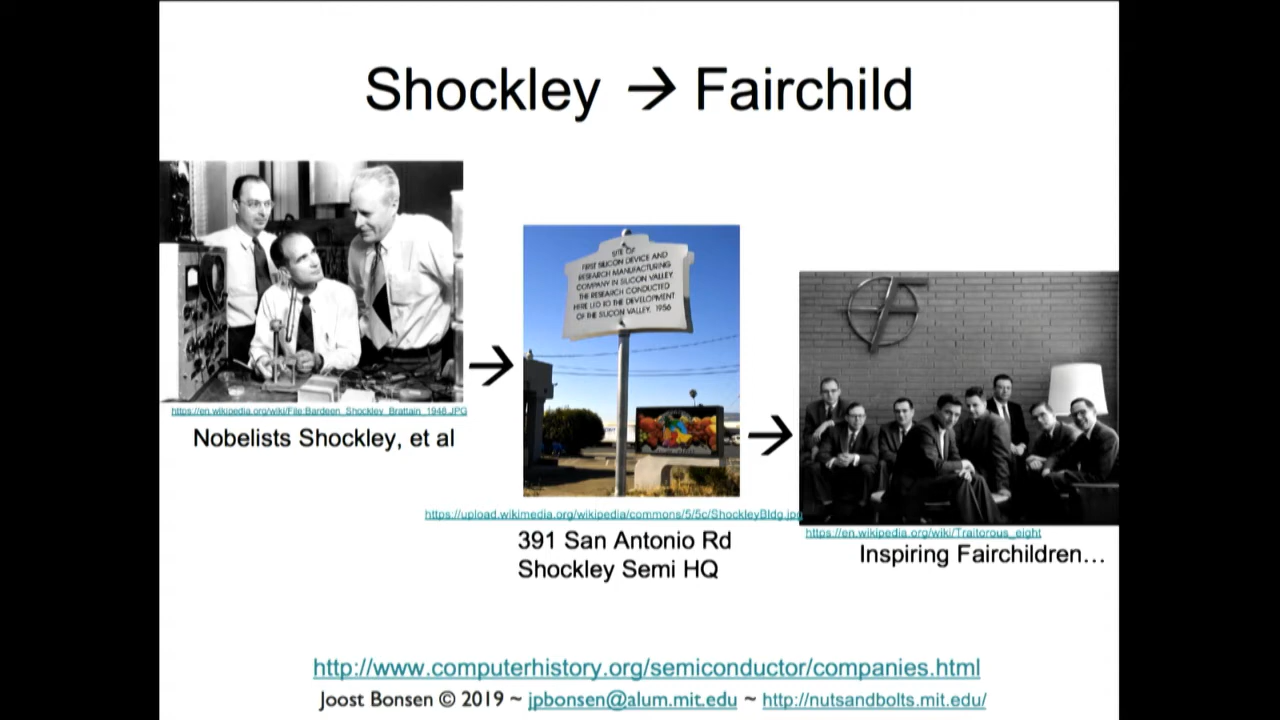 Shockley → Fairchild
https://en.wikipedia.org/wiki/File:Bardeen_Shockley_Brattain_1948.JPG
Nobelists Shockley, et al
SITE OF
FIRST SILICON DEVICE AND
RESEARCH MANUFACTURING
COMPANY IN SILICON VALLEY.
THE RESEARCH CONDUCTED
HERE LED TO THE DEVELOPMENT
OF THE SILICON VALLEY. 1956
https://upload.wikimedia.org/wikipedia/commons/5/5c/ShockleyBldg.jpg
391 San Antonio Rd
Shockley Semi HQ
https://en.wikipedia.org/wiki/Traitorous_eight
Inspiring Fairchildren…
http://www.computerhistory.org/semiconductor/companies.html
Joost Bonsen © 2019 ~ jpbonsen@alum.mit.edu ~ http://nutsandbolts.mit.edu/